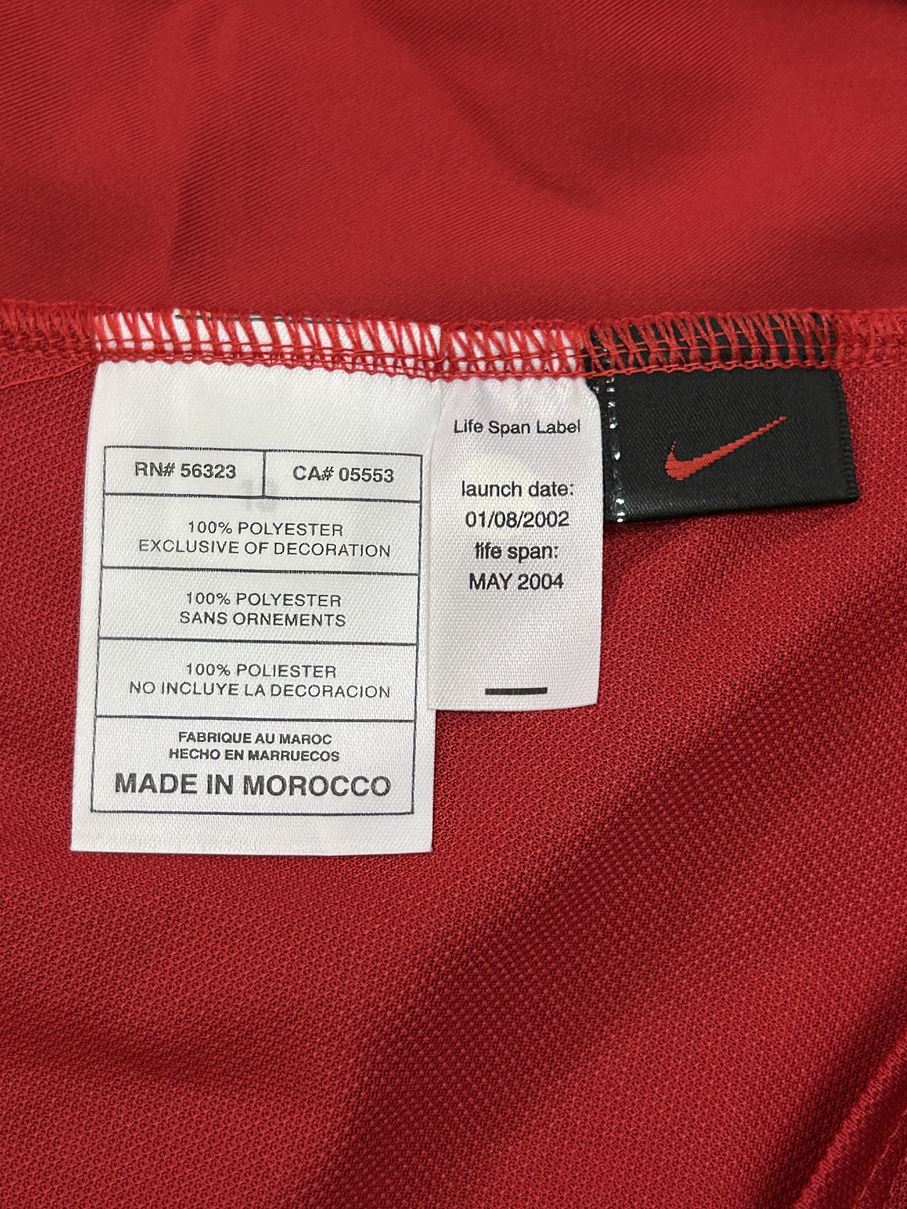 RN# 56323
CA# 05553
100% POLYESTER
EXCLUSIVE OF DECORATION
100% POLYESTER
SANS ORNEMENTS
100% POLIESTER
NO INCLUYE LA DECORACION
FABRIQUE AU MAROC
HECHO EN MARRUECOS
MADE IN MOROCCO
Life Span Label
launch date:
01/08/2002
life span:
MAY 2004